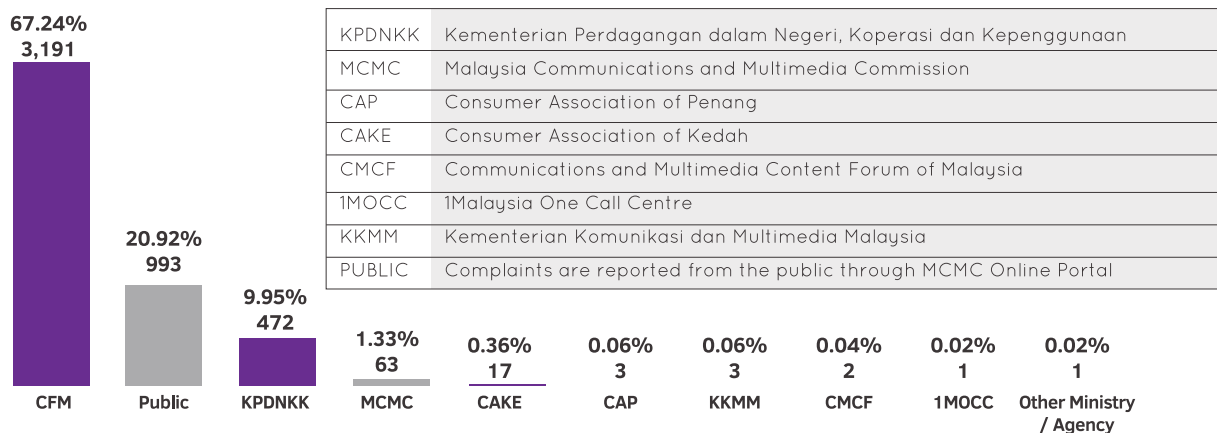 67.24%
3,191
KPDNKK Kementerian Perdagangan dalam Negeri, Koperasi dan Kepenggunaan
MCMC Malaysia Communications and Multimedia Commission
CAP Consumer Association of Penang
CAKE Consumer Association of Kedah
CMCF Communications and Multimedia Content Forum of Malaysia
1MOCC 1Malaysia One Call Centre
KKMM Kementerian Komunikasi dan Multimedia Malaysia
PUBLIC Complaints are reported from the public through MCMC Online Portal
20.92%
993
9.95%
472
1.33%
63
0.36%
17
0.06%
3
0.06%
3
0.04%
2
0.02%
1
0.02%
1
CFM Public KPDNKK MCMC CAKE CAP KKMM CMCF 1MOCC Other Ministry
/ Agency